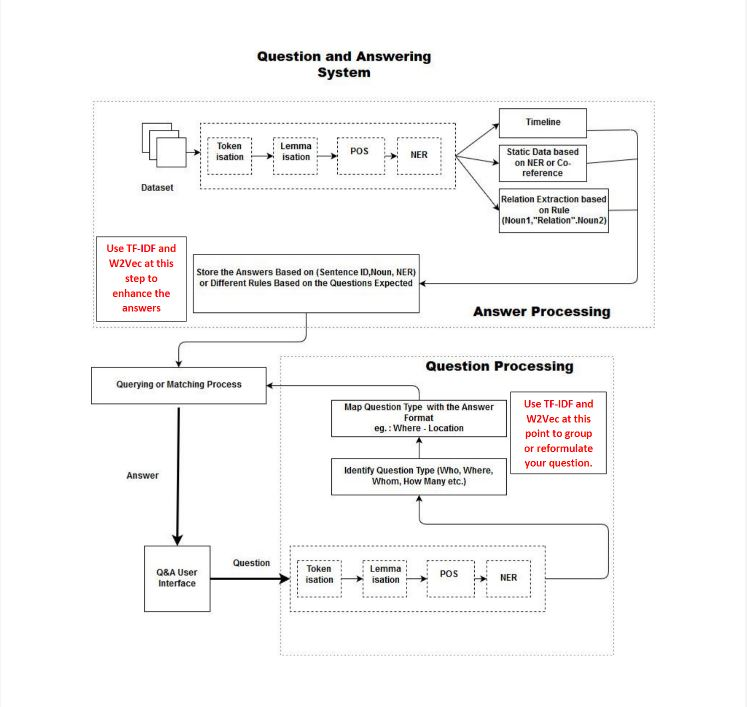 Question and Answering
System
Dataset
Token
isation
Lemma
isation
POS
NER
Timeline
Static Data based
on NER or Co-
reference
Relation Extraction based
on Rule
(Noun1,"Relation".Noun2)
Use TF-IDF and
W2Vec at this
step to
enhance the
answers
Store the Answers Based on (Sentence ID,Noun, NER)
or Different Rules Based on the Questions Expected
Answer Processing
Question Processing
Querying or Matching Process
Map Question Type with the Answer
Format
eg. : Where - Location
Use TF-IDF and
W2Vec at this
point to group
or reformulate
your question.
Identify Question Type (Who, Where,
Whom, How Many etc.)
Answer
Q&A User
Interface
Question
Token
isation
Lemma
isation
POS
NER